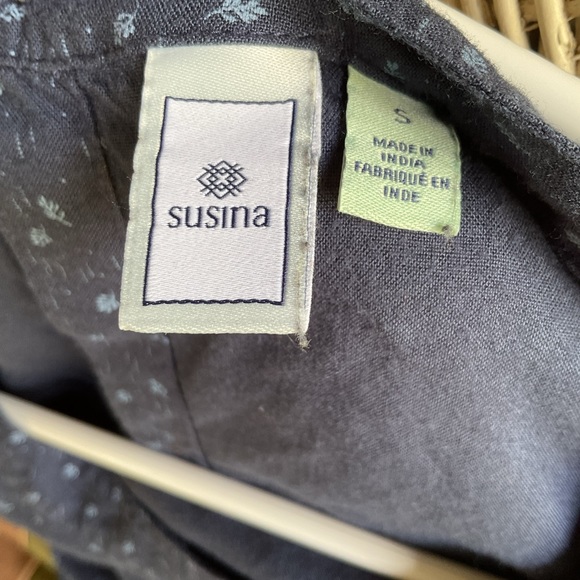 susina
S
MADE IN
INDIA
FABRIQUÉ EN
INDE